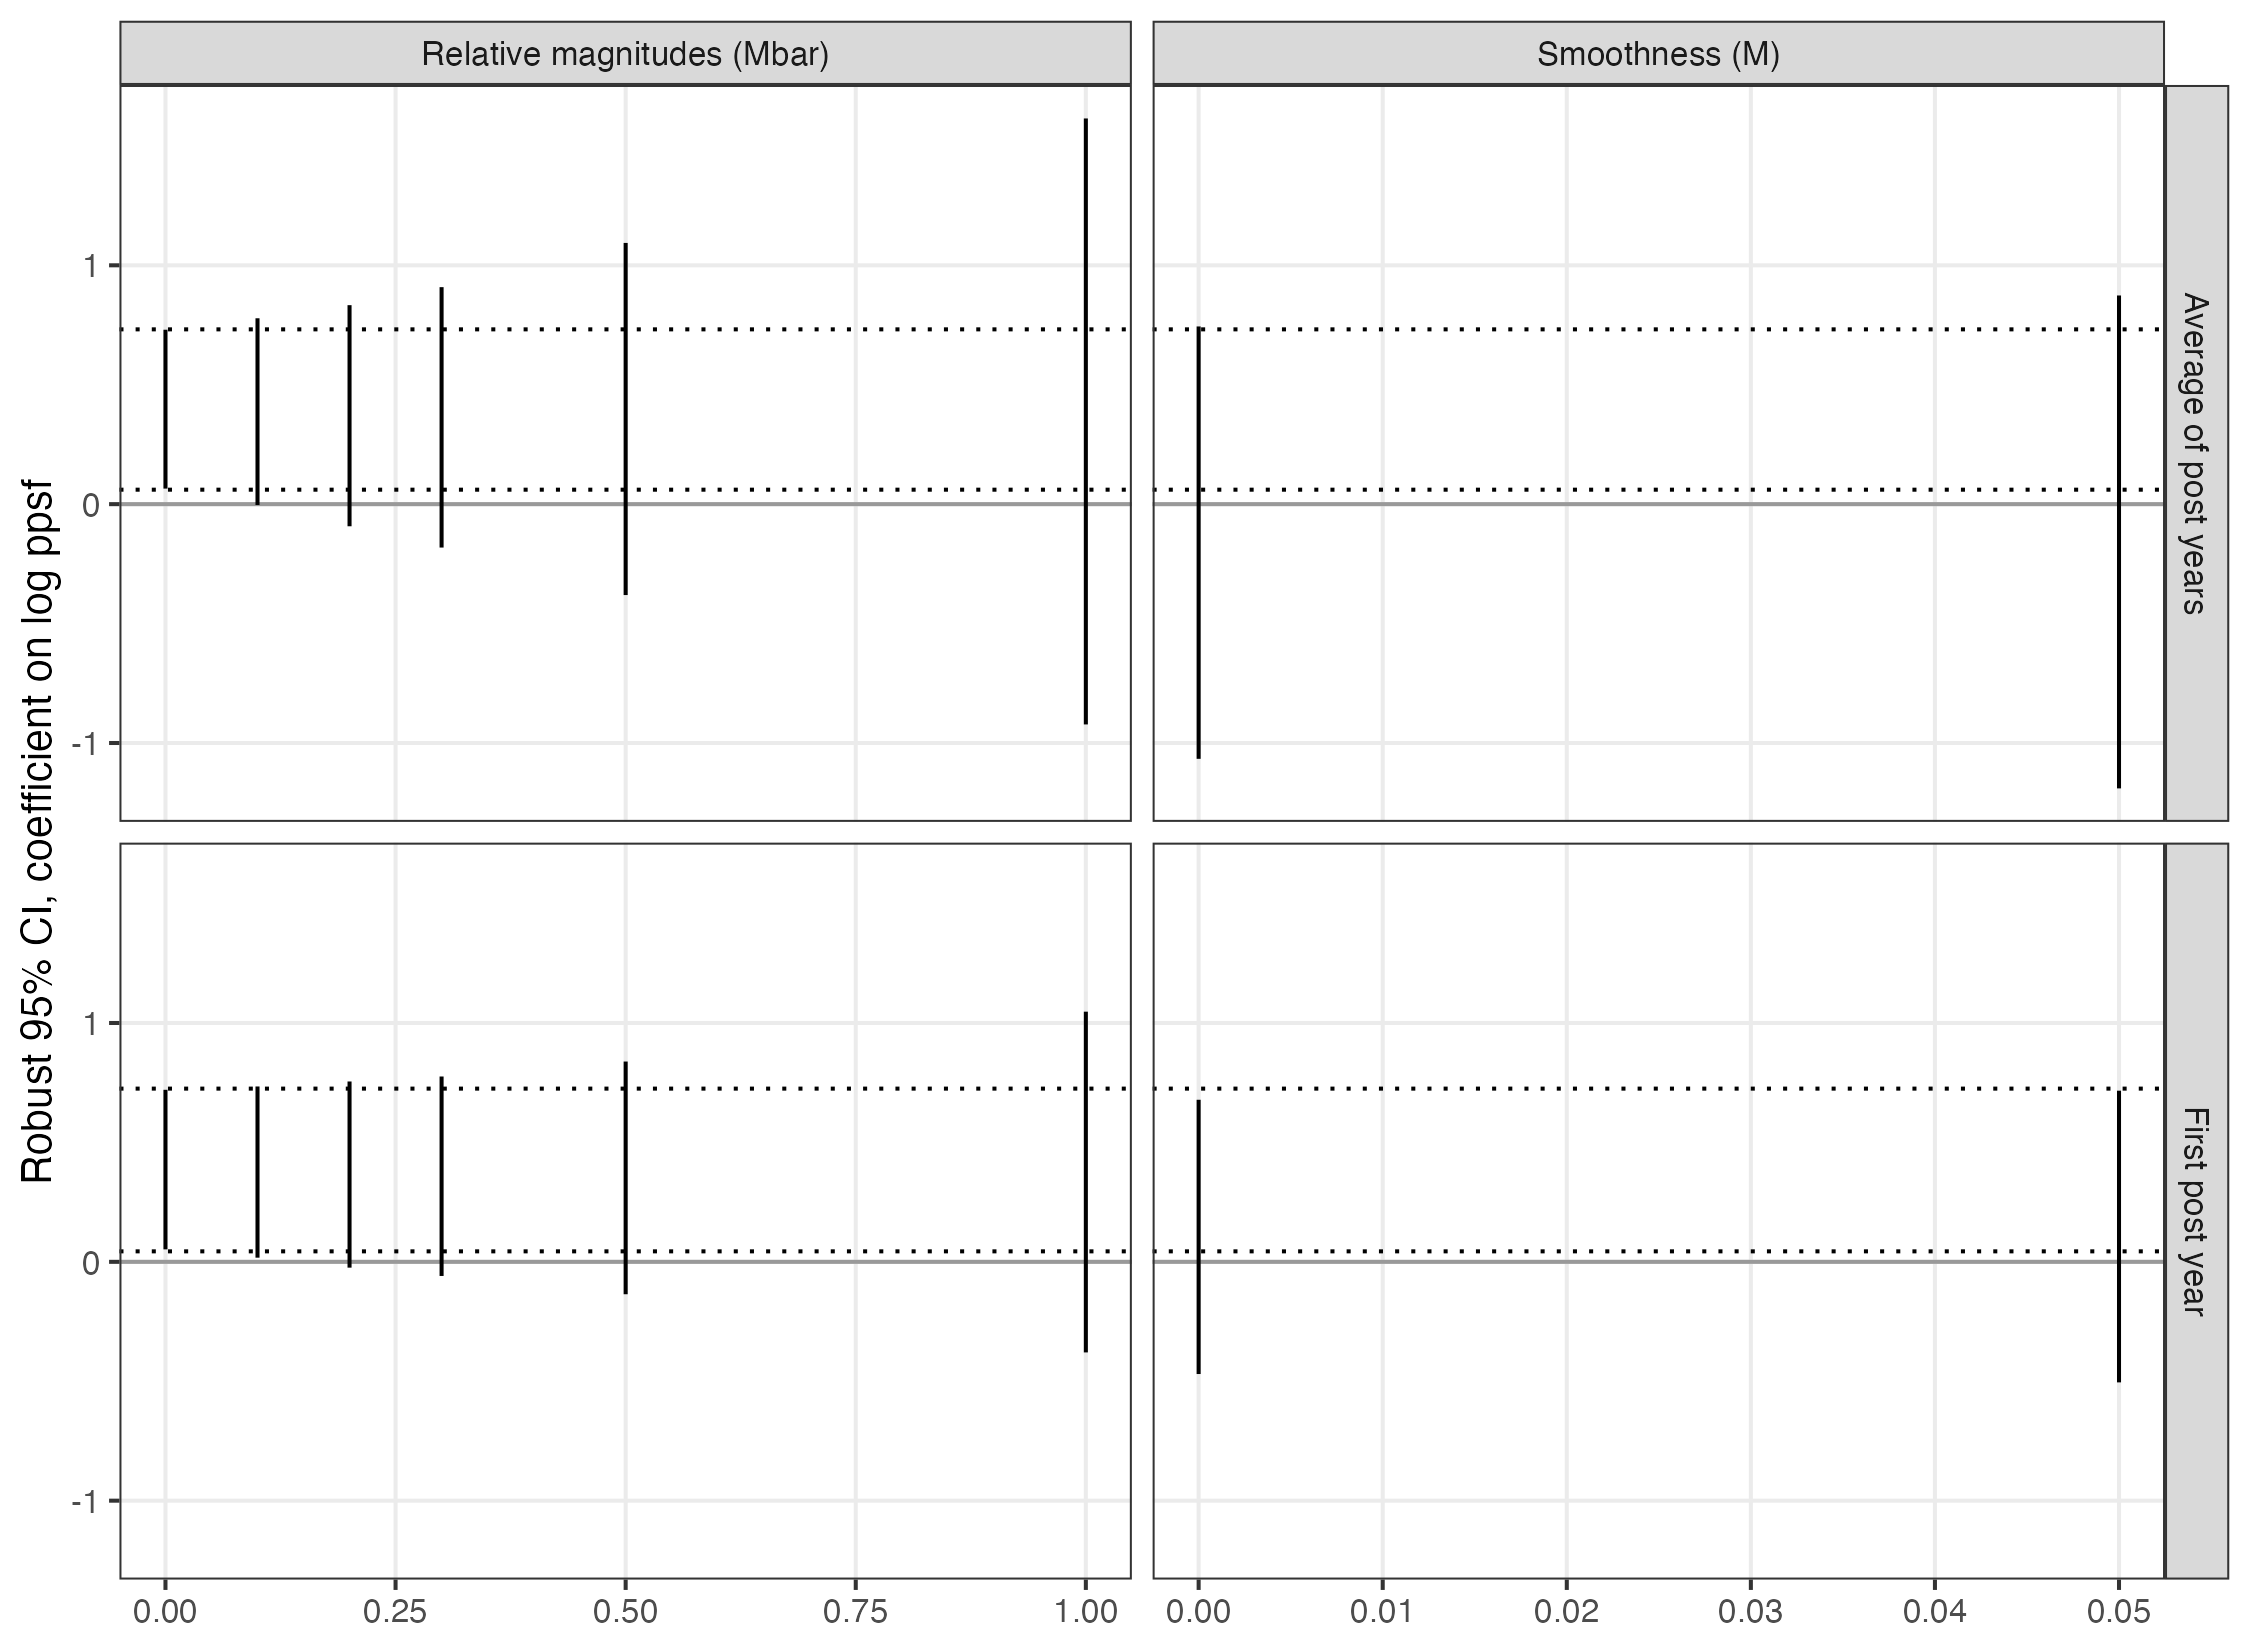 Relative magnitudes (Mbar)
Smoothness (M)
Robust 95% CI, coefficient on log ppsf
1
0
-1
Average of post years
1
0
-1
First post year
0.00 0.25 0.50 0.75 1.00
0.00 0.01 0.02 0.03 0.04 0.05